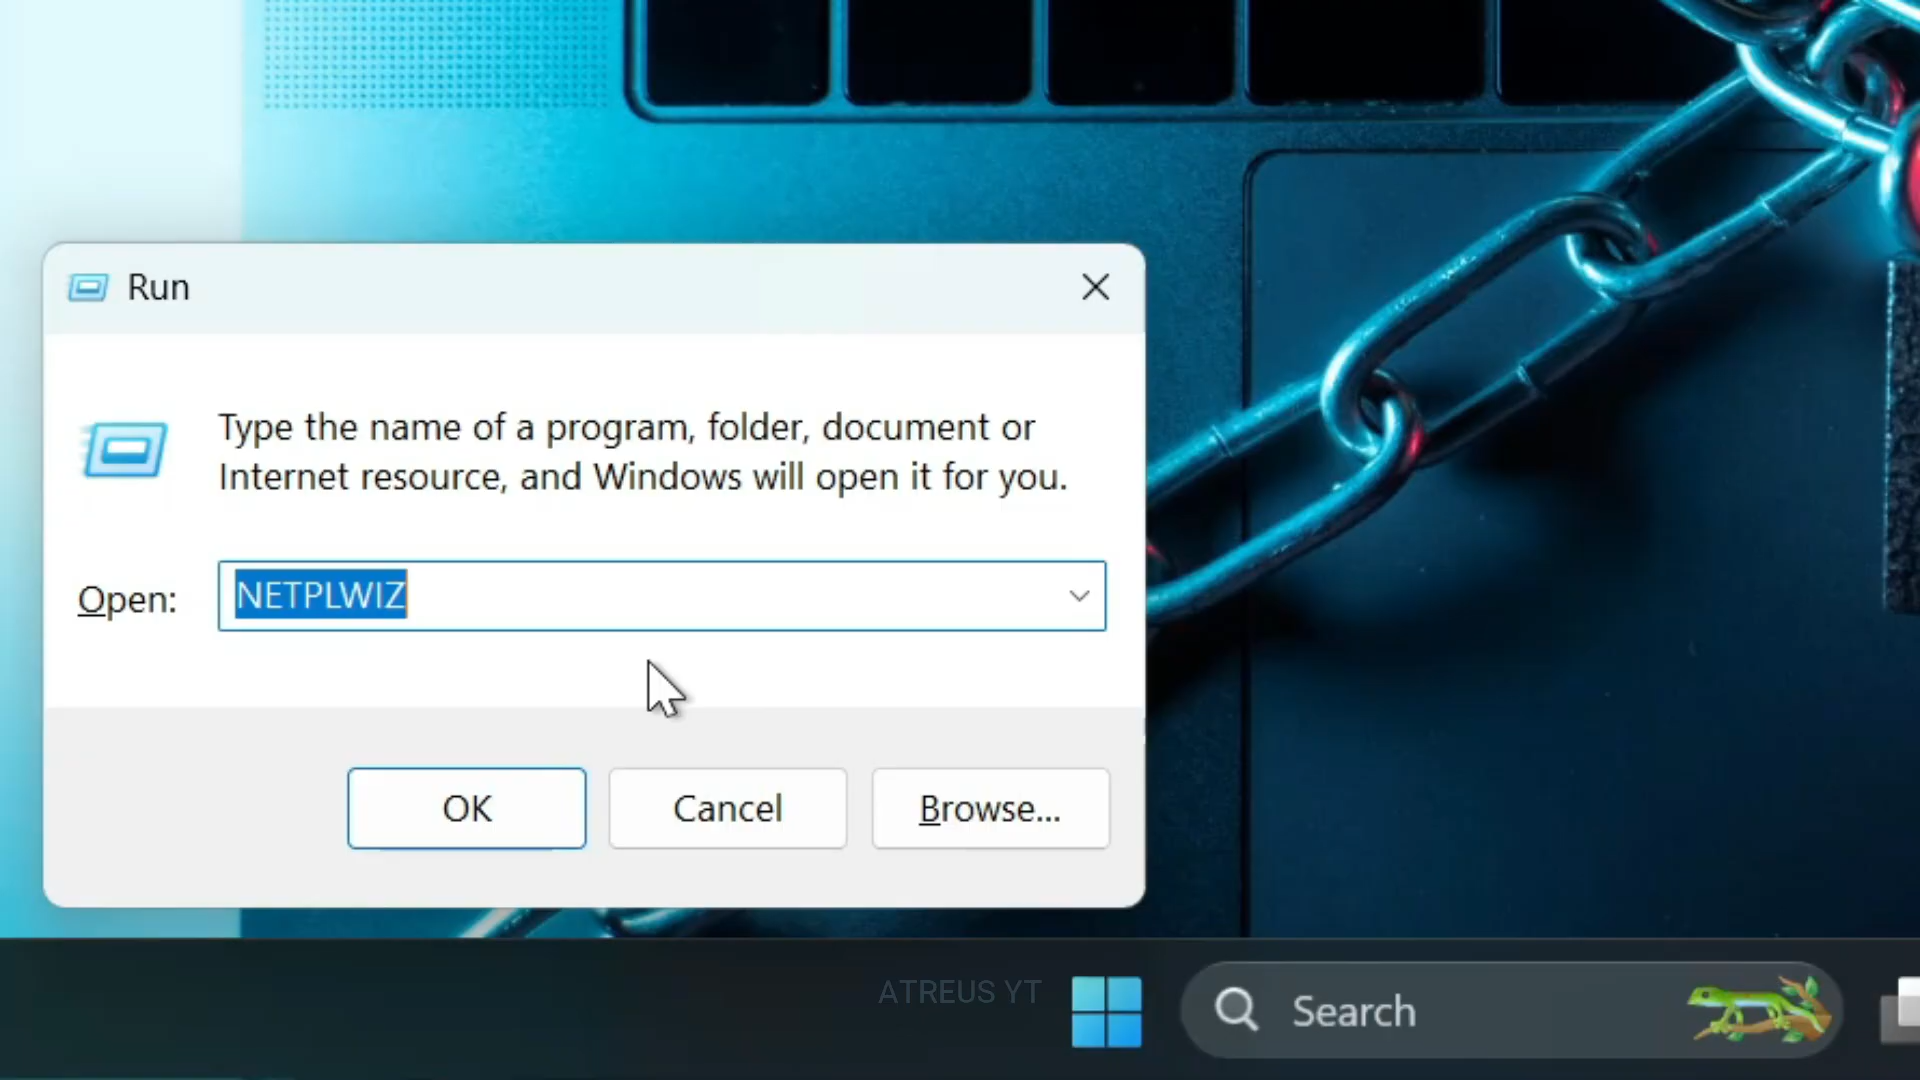 Run
Type the name of a program, folder, document or
Internet resource, and Windows will open it for you.
Open:
NETPLWIZ
OK
Cancel
Browse...
ATREUS YT
Search